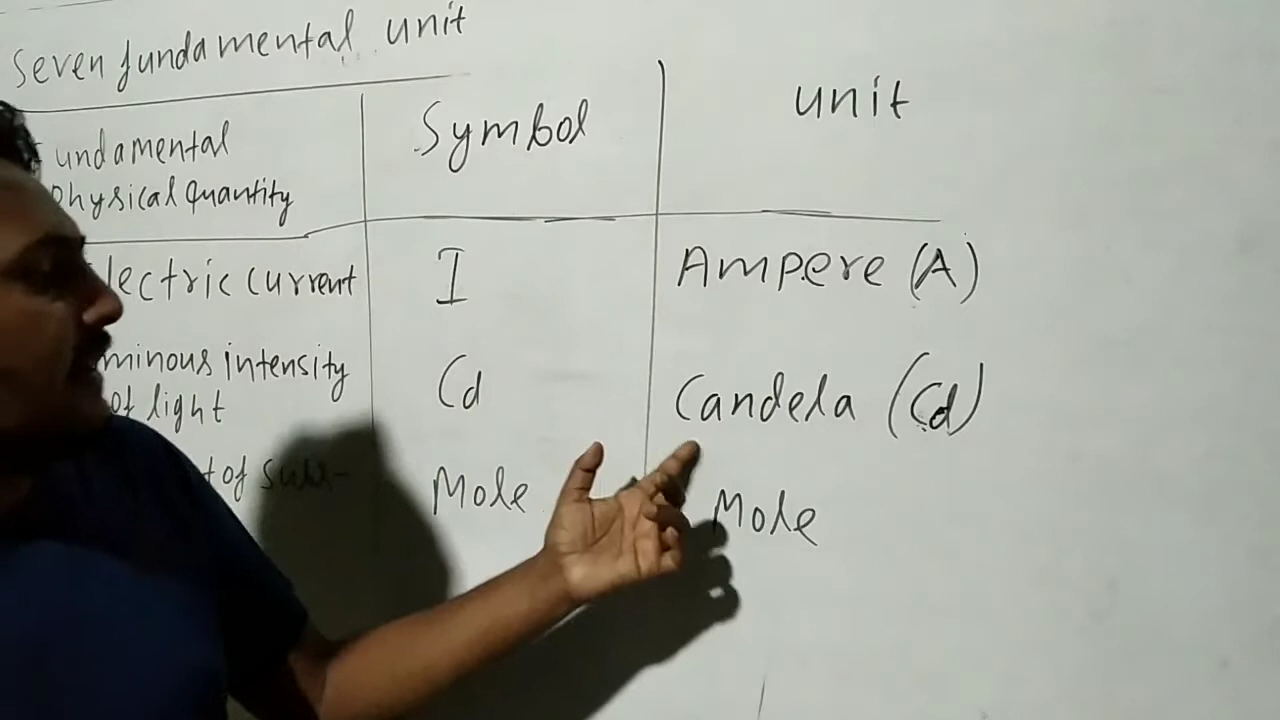 Seven fundamental unit
undamental physical quantity
Symbol
unit
lectric current
I
Ampere (A)
minous intensity of light
Cd
Candela (Cd)
of
Mole
Mole